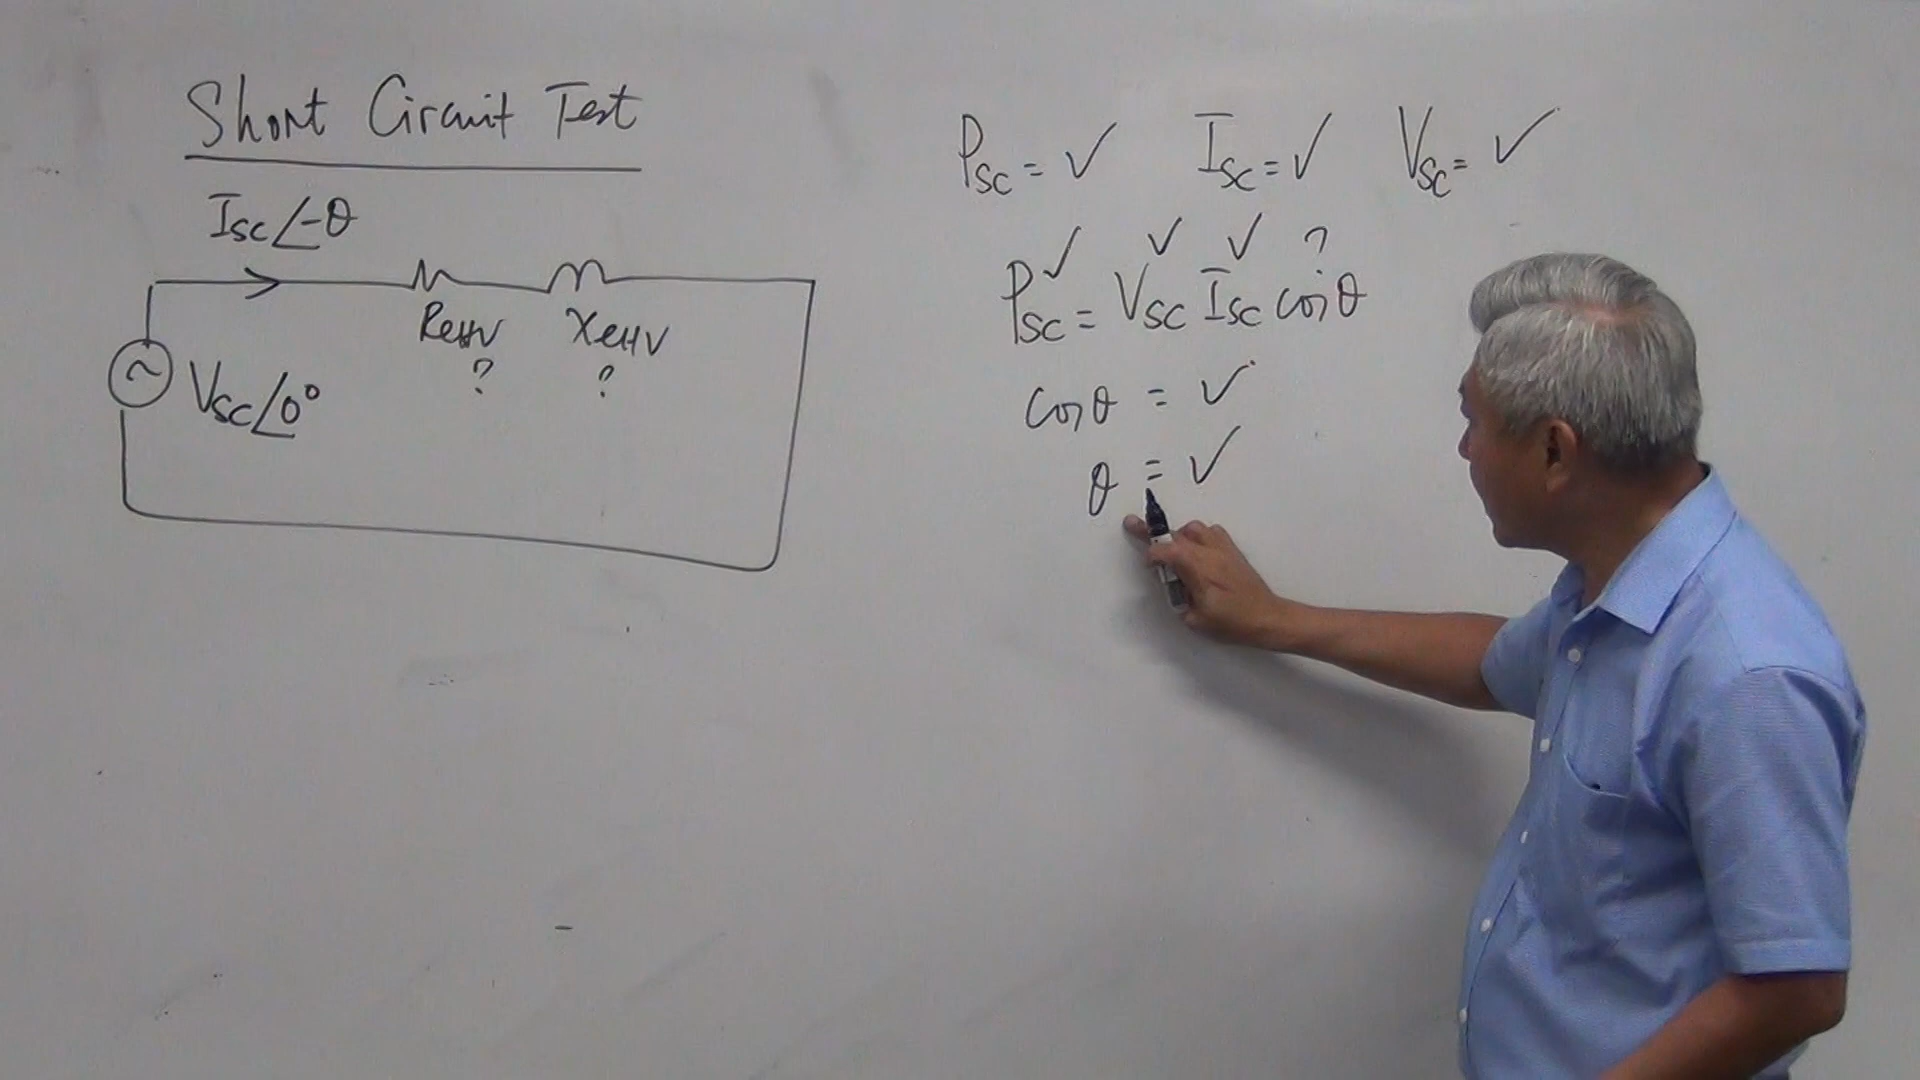 Short Circuit Test
Isc∠-θ
ReHV XeHV
? ?
Vsc∠0°
Psc = ✓ Isc = ✓ Vsc = ✓
✓ ✓ ✓ ?
Psc = Vsc Isc cosθ
cosθ = ✓
θ = ✓